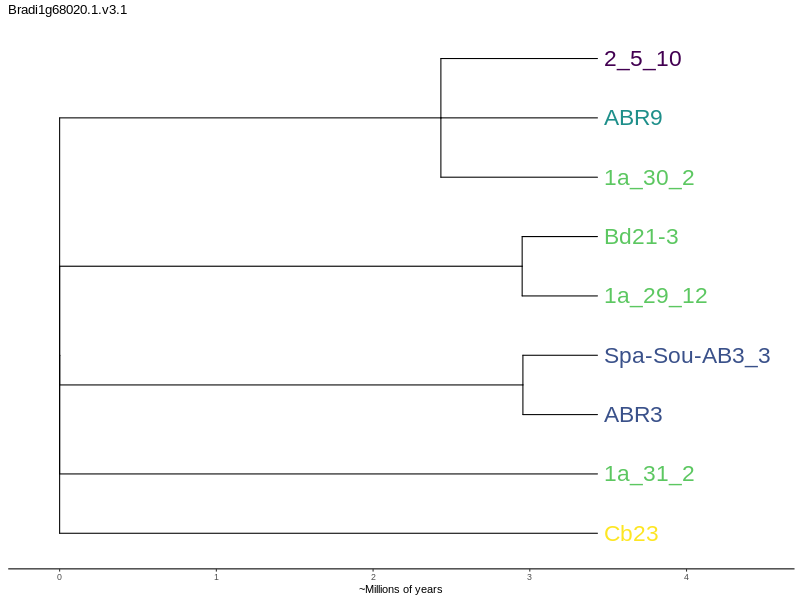 Bradi1g68020.1.v3.1
2_5_10
ABR9
1a_30_2
Bd21-3
1a_29_12
Spa-Sou-AB3_3
ABR3
1a_31_2
Cb23
0 1 2 3 4
~Millions of years